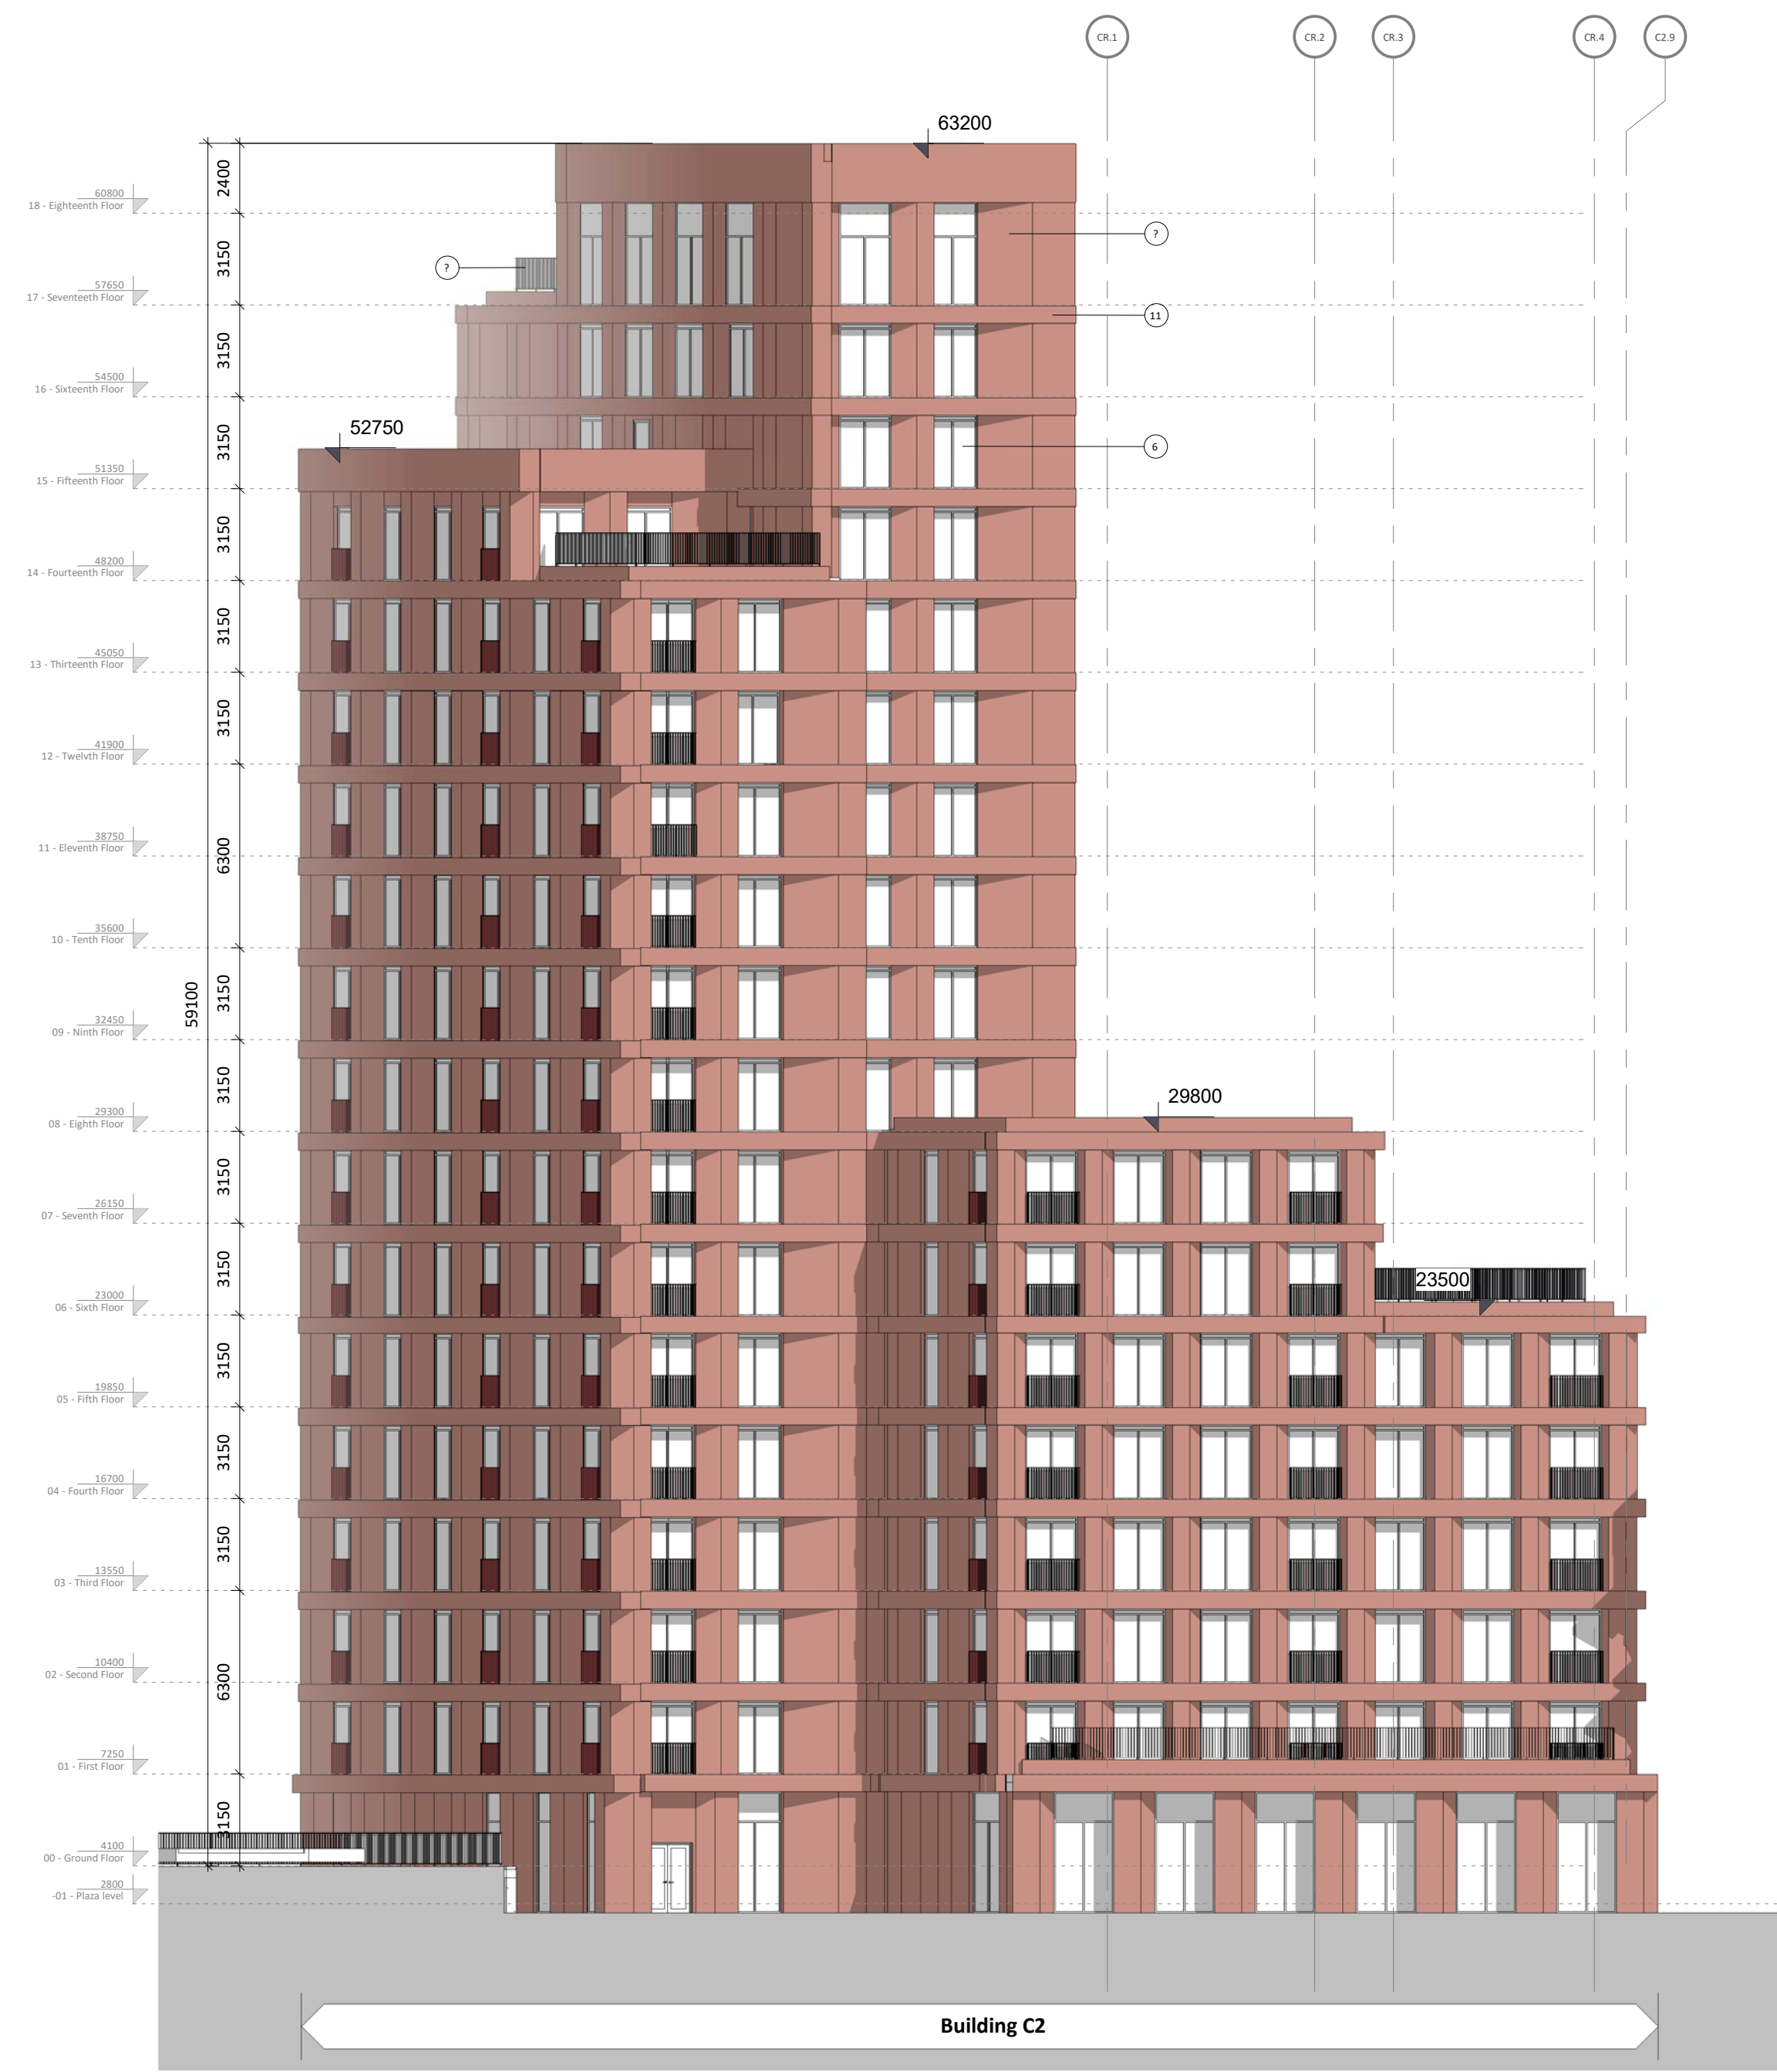 CR.1
CR.2
CR.3
CR.4
C2.9
63200
2400
60800
18 - Eighteenth Floor
?
3150
?
57650
17 - Seventeeth Floor
11
3150
54500
16 - Sixteenth Floor
52750
6
3150
51350
15 - Fifteenth Floor
3150
48200
14 - Fourteenth Floor
3150
45050
13 - Thirteenth Floor
3150
41900
12 - Twelvth Floor
38750
11 - Eleventh Floor
6300
35600
10 - Tenth Floor
59100
3150
32450
09 - Ninth Floor
3150
29800
29300
08 - Eighth Floor
3150
26150
07 - Seventh Floor
3150
23500
23000
06 - Sixth Floor
3150
19850
05 - Fifth Floor
3150
16700
04 - Fourth Floor
3150
13550
03 - Third Floor
10400
02 - Second Floor
6300
7250
01 - First Floor
3150
4100
00 - Ground Floor
2800
-01 - Plaza level
Building C2